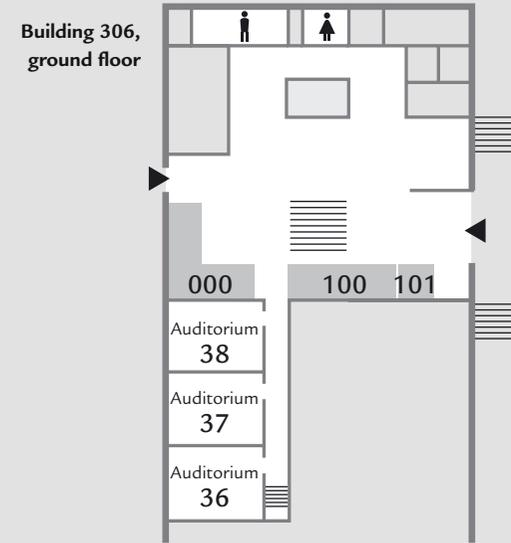 Building 306,
ground floor
000
100
101
Auditorium
38
Auditorium
37
Auditorium
36